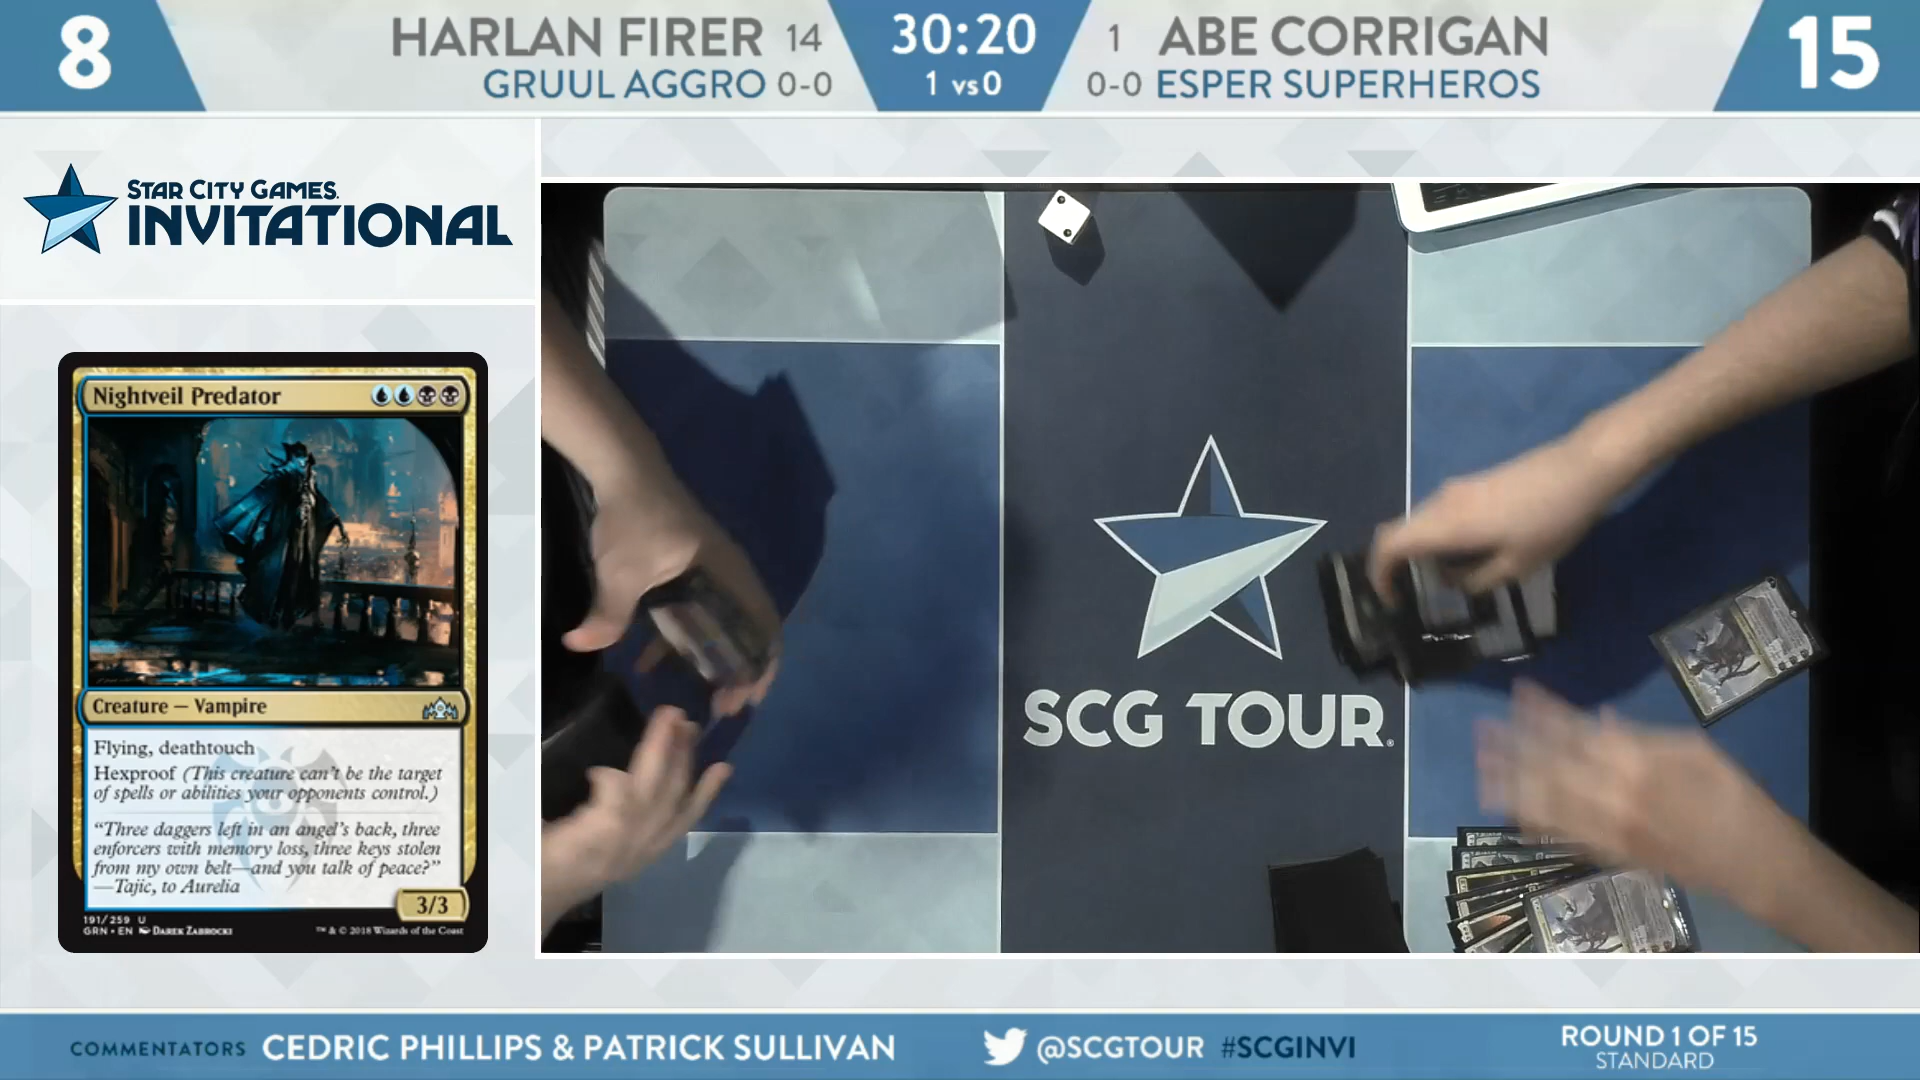 8
HARLAN FIRER 14
GRUUL AGGRO 0-0
30:20
1 vs 0
1 ABE CORRIGAN
0-0 ESPER SUPERHEROS
15
STAR CITY GAMES.
INVITATIONAL
Nightveil Predator
Creature — Vampire
Flying, deathtouch
Hexproof (This creature can't be the target
of spells or abilities your opponents control.)
"Three daggers left in an angel's back, three
enforcers with memory loss, three keys stolen
from my own belt—and you talk of peace?"
—Tajic, to Aurelia
3/3
191/259 U
GRN • EN DAREK ZABROCKI
™ & © 2018 Wizards of the Coast
SCG TOUR.
COMMENTATORS CEDRIC PHILLIPS & PATRICK SULLIVAN
@SCGTOUR #SCGINVI
ROUND 1 OF 15
STANDARD